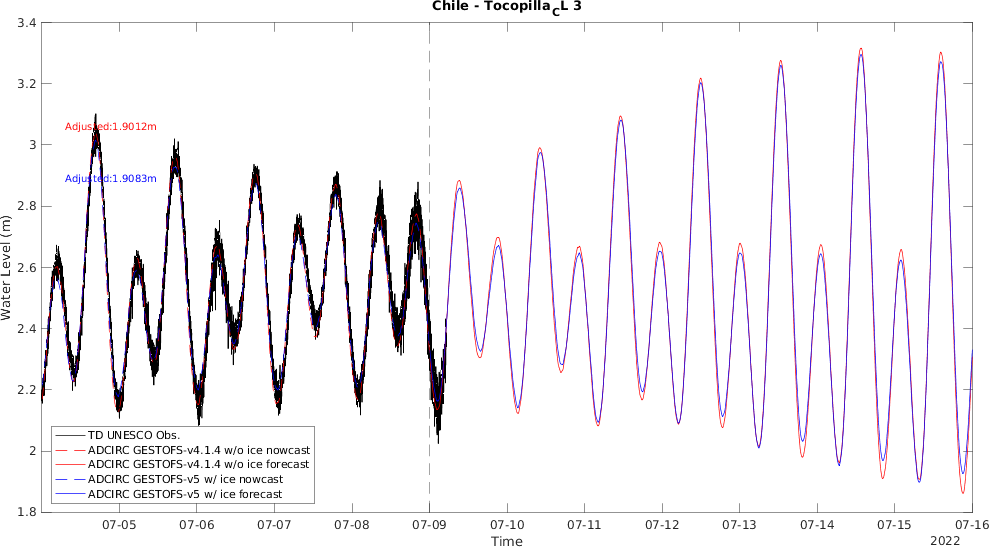 Chile - Tocopilla_CL 3
3.4
3.2
3
2.8
2.6
2.4
2.2
2
1.8
Water Level (m)
Adjusted:1.9012m
Adjusted:1.9083m
TD UNESCO Obs.
ADCIRC GESTOFS-v4.1.4 w/o ice nowcast
ADCIRC GESTOFS-v4.1.4 w/o ice forecast
ADCIRC GESTOFS-v5 w/ ice nowcast
ADCIRC GESTOFS-v5 w/ ice forecast
07-05 07-06 07-07 07-08 07-09 07-10 07-11 07-12 07-13 07-14 07-15 07-16
Time
2022